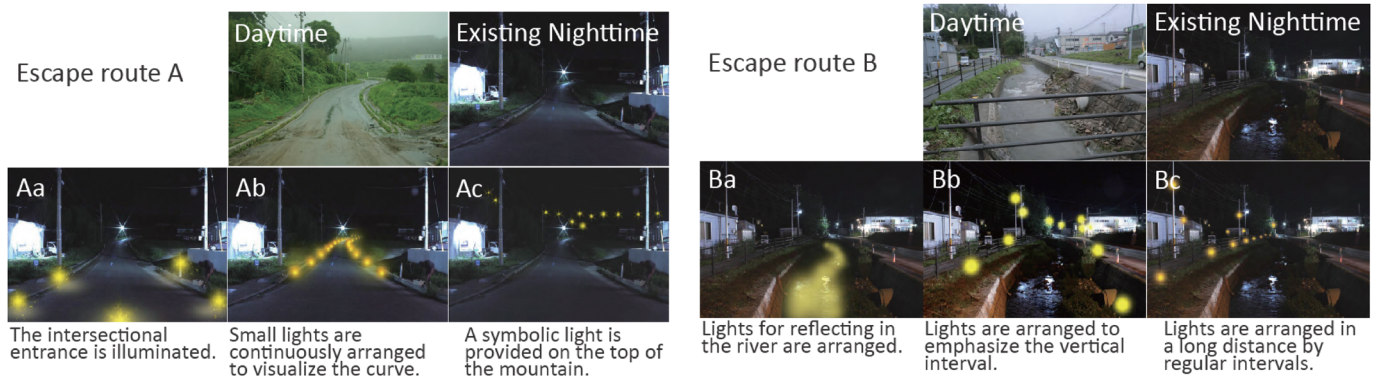 Escape route A
Daytime
Existing Nighttime
Aa
Ab
Ac
The intersectional
entrance is illuminated.
Small lights are
continuously arranged
to visualize the curve.
A symbolic light is
provided on the top of
the mountain.
Escape route B
Daytime
Existing Nighttime
Ba
Bb
Bc
Lights for reflecting in
the river are arranged.
Lights are arranged to
emphasize the vertical
interval.
Lights are arranged in
a long distance by
regular intervals.